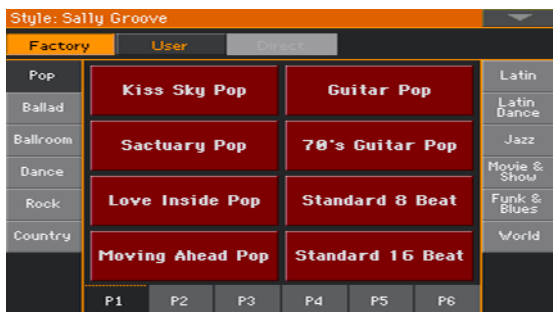 Style: Sally Groove
Factory User Direct
Pop
Ballad
Ballroom
Dance
Rock
Country
Kiss Sky Pop
Guitar Pop
Sactuary Pop
70's Guitar Pop
Love Inside Pop
Standard 8 Beat
Moving Ahead Pop
Standard 16 Beat
Latin
Latin
Dance
Jazz
Movie &
Show
Funk &
Blues
World
P1 P2 P3 P4 P5 P6